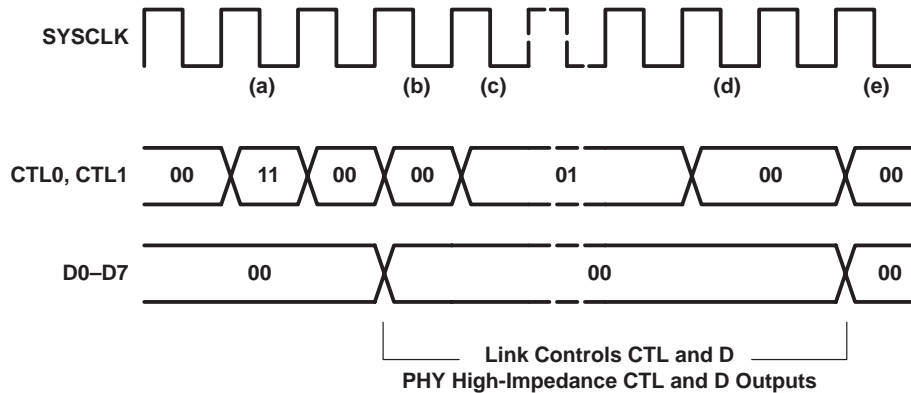 SYSCLK
(a) (b) (c) (d) (e)
CTL0, CTL1 00 11 00 00 01 00 00
D0–D7 00 00 00
Link Controls CTL and D
PHY High-Impedance CTL and D Outputs